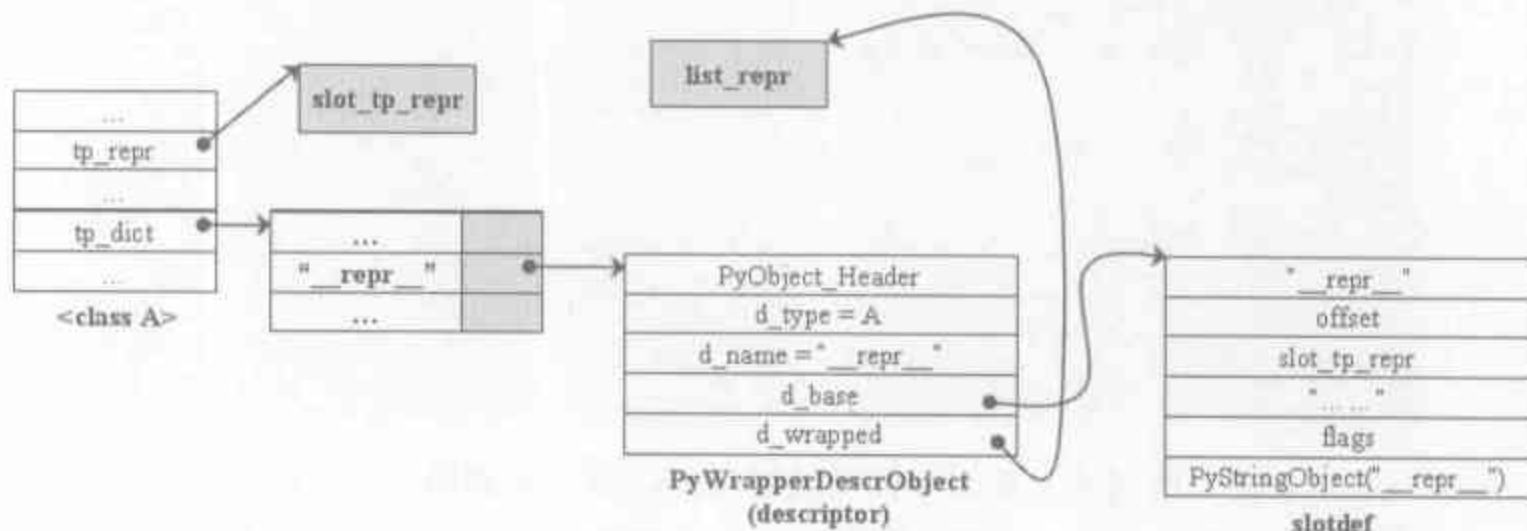 slot_tp_repr
list_repr
...
tp_repr
...
tp_dict
...
<class A>
...
"__repr__"
...
PyObject_Header
d_type = A
d_name = "__repr__"
d_base
d_wrapped
PyWrapperDescrObject
(descriptor)
"__repr__"
offset
slot_tp_repr
"... ..."
flags
PyStringObject("__repr__")
slotdef